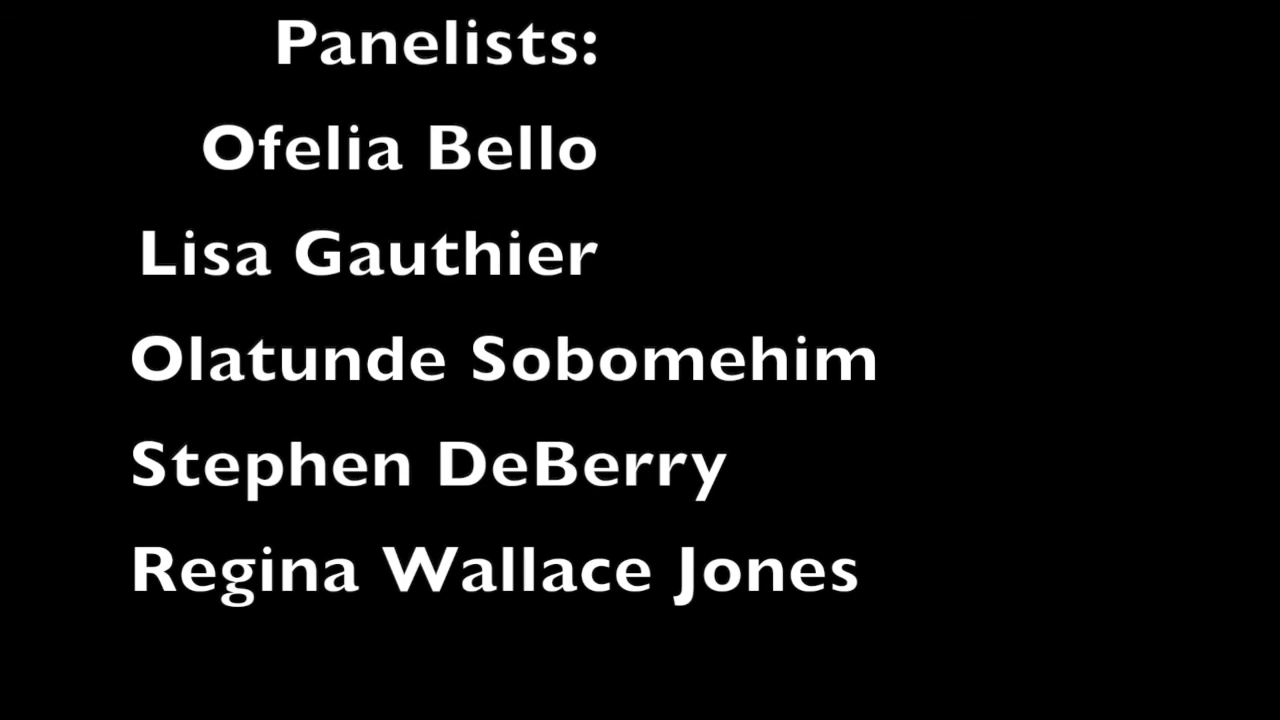 Panelists:
Ofelia Bello
Lisa Gauthier
Olatunde Sobomehim
Stephen DeBerry
Regina Wallace Jones